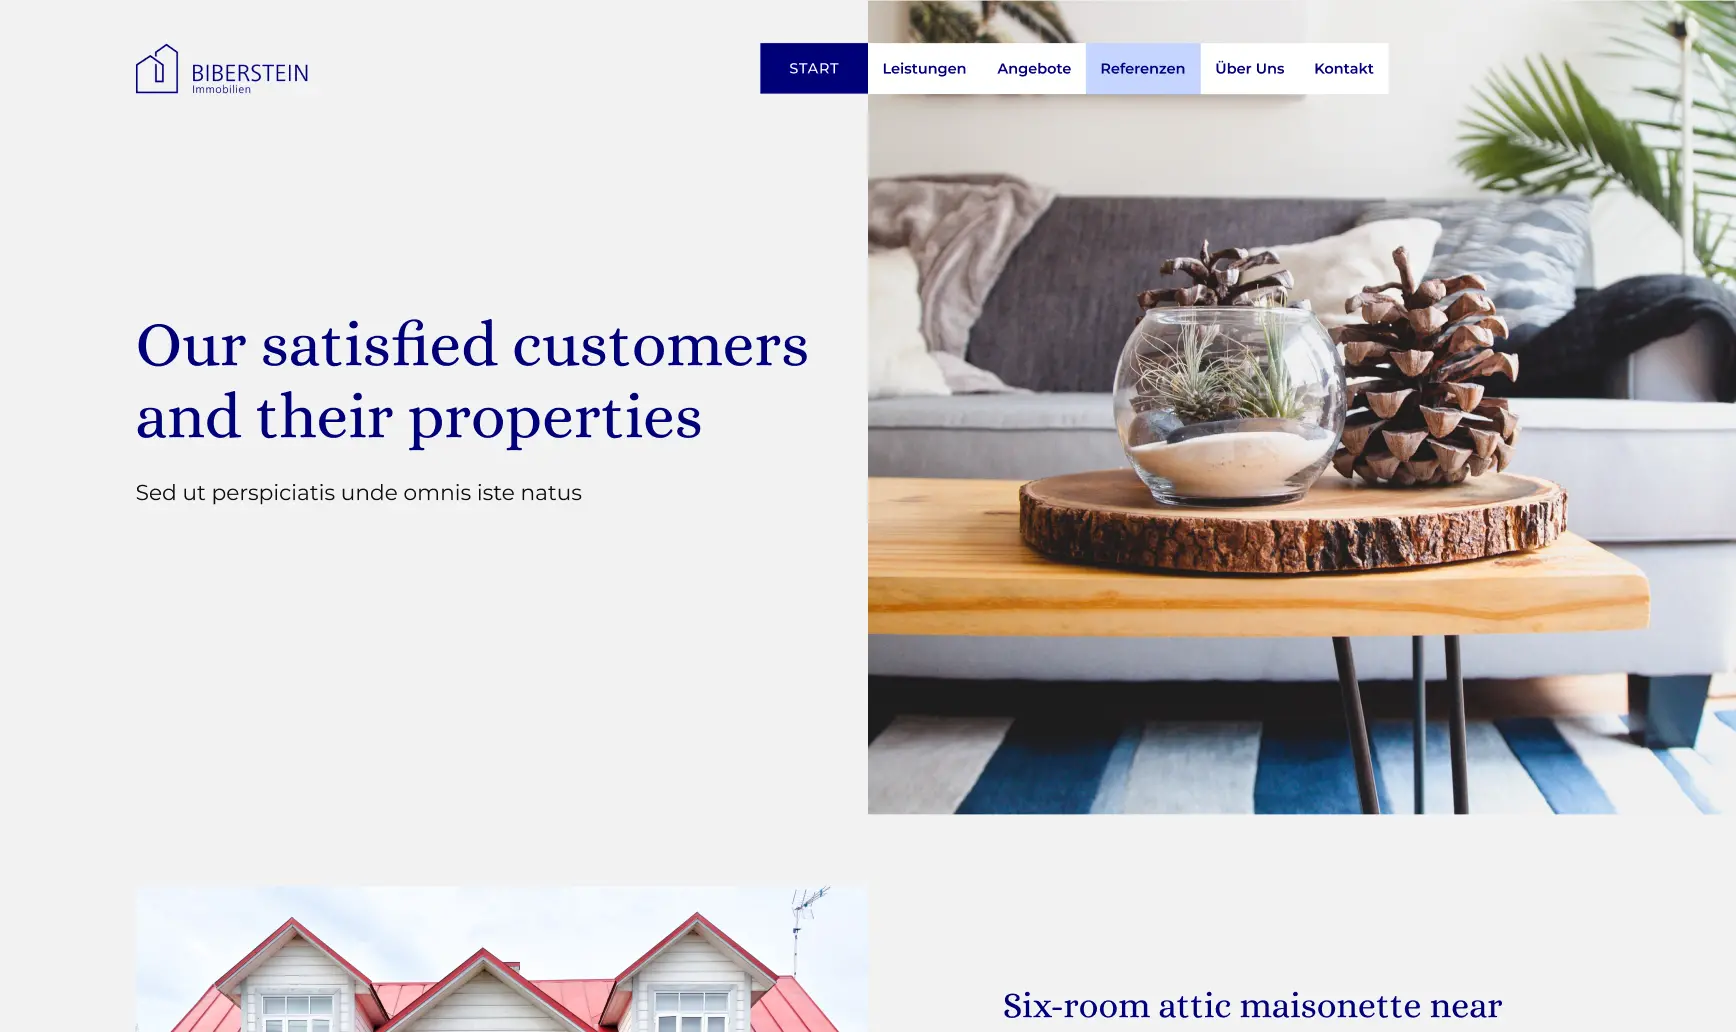 BIBERSTEIN
Immobilien
START Leistungen Angebote Referenzen Über Uns Kontakt
Our satisfied customers
and their properties
Sed ut perspiciatis unde omnis iste natus
Six-room attic maisonette near